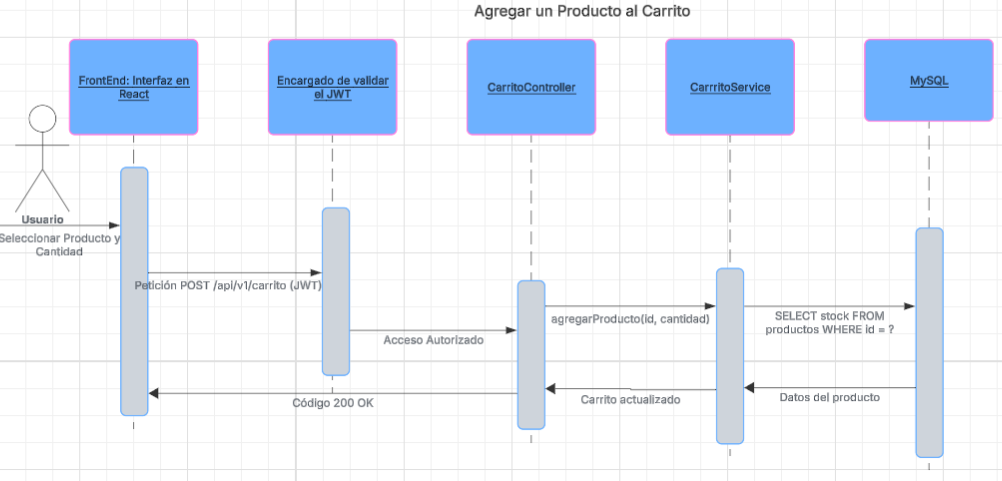 Agregar un Producto al Carrito
FrontEnd: Interfaz en
React
Encargado de validar
el JWT
CarritoController
CarrritoService
MySQL
Usuario
Seleccionar Producto y
Cantidad
Petición POST /api/v1/carrito (JWT)
Acceso Autorizado
agregarProducto(id, cantidad)
SELECT stock FROM
productos WHERE id = ?
Datos del producto
Carrito actualizado
Código 200 OK